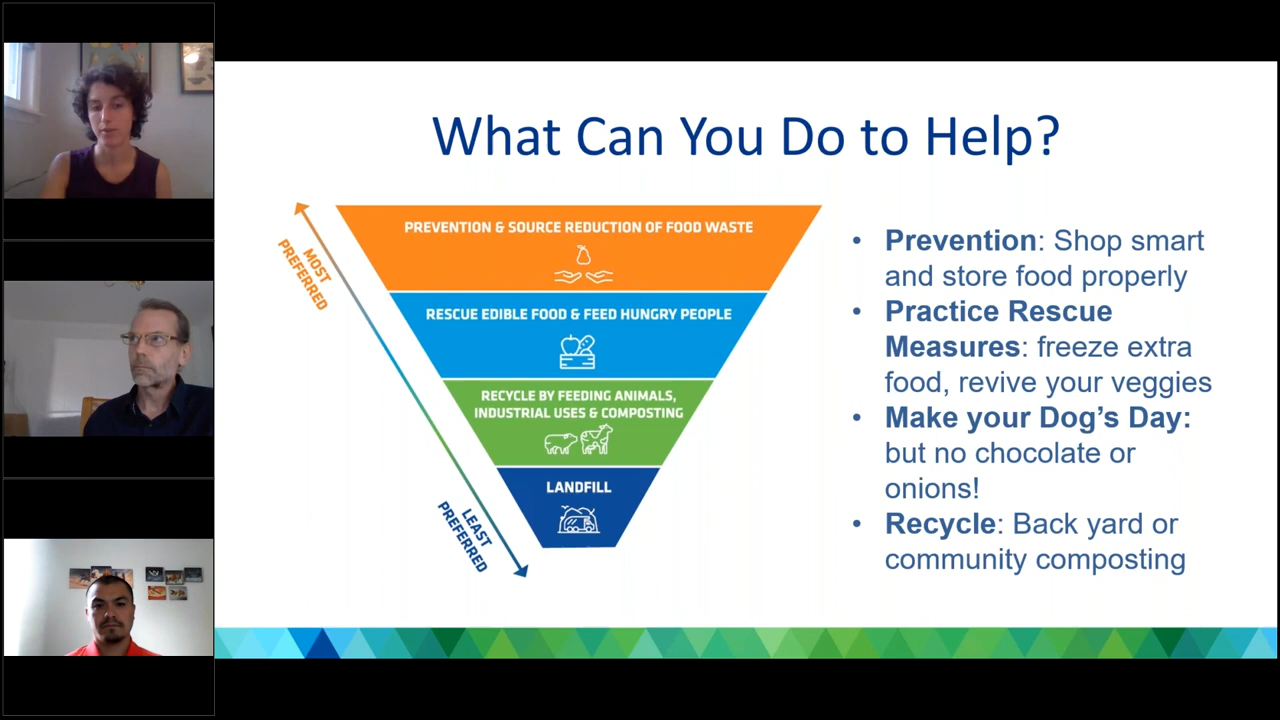 What Can You Do to Help?
MOST
PREFERRED
PREVENTION & SOURCE REDUCTION OF FOOD WASTE
RESCUE EDIBLE FOOD & FEED HUNGRY PEOPLE
RECYCLE BY FEEDING ANIMALS,
INDUSTRIAL USES & COMPOSTING
LANDFILL
LEAST
PREFERRED
• Prevention: Shop smart
and store food properly
• Practice Rescue
Measures: freeze extra
food, revive your veggies
• Make your Dog’s Day:
but no chocolate or
onions!
• Recycle: Back yard or
community composting